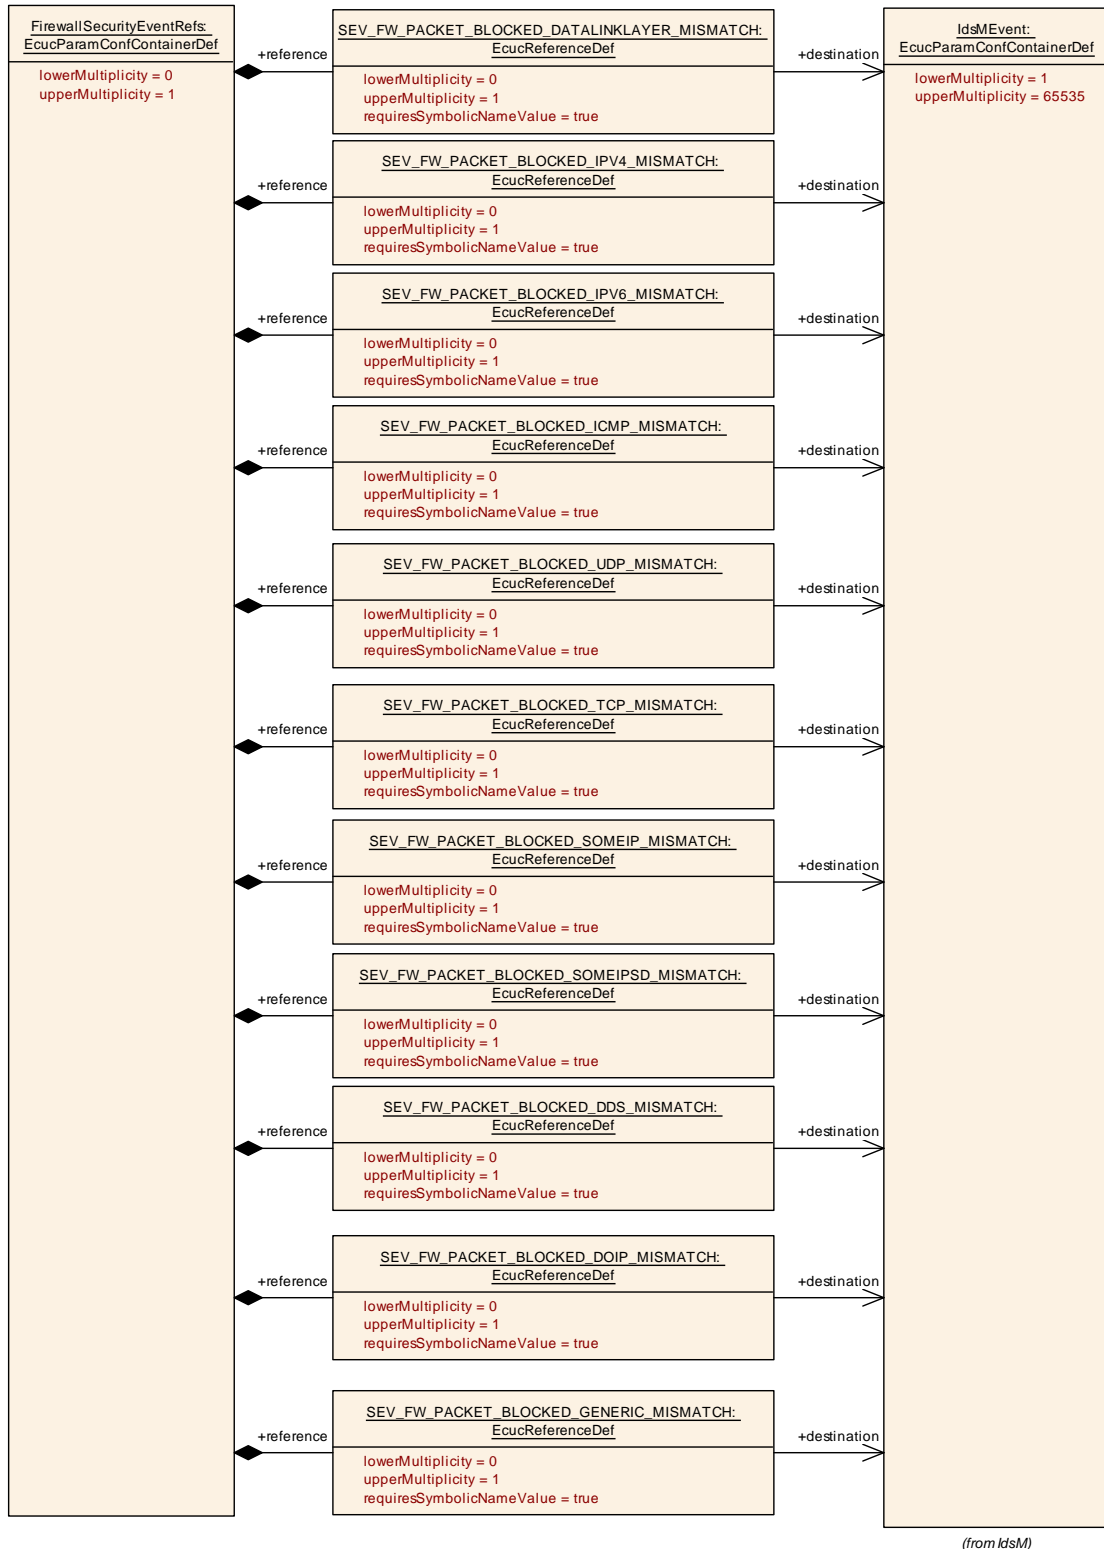 FirewallSecurityEventRefs:
EcucParamConfContainerDef
lowerMultiplicity = 0
upperMultiplicity = 1
+reference
SEV_FW_PACKET_BLOCKED_DATALINKLAYER_MISMATCH:
EcucReferenceDef
lowerMultiplicity = 0
upperMultiplicity = 1
requiresSymbolicNameValue = true
+destination
IdsMEvent:
EcucParamConfContainerDef
lowerMultiplicity = 1
upperMultiplicity = 65535
+reference
SEV_FW_PACKET_BLOCKED_IPV4_MISMATCH:
EcucReferenceDef
lowerMultiplicity = 0
upperMultiplicity = 1
requiresSymbolicNameValue = true
+destination
+reference
SEV_FW_PACKET_BLOCKED_IPV6_MISMATCH:
EcucReferenceDef
lowerMultiplicity = 0
upperMultiplicity = 1
requiresSymbolicNameValue = true
+destination
+reference
SEV_FW_PACKET_BLOCKED_ICMP_MISMATCH:
EcucReferenceDef
lowerMultiplicity = 0
upperMultiplicity = 1
requiresSymbolicNameValue = true
+destination
+reference
SEV_FW_PACKET_BLOCKED_UDP_MISMATCH:
EcucReferenceDef
lowerMultiplicity = 0
upperMultiplicity = 1
requiresSymbolicNameValue = true
+destination
+reference
SEV_FW_PACKET_BLOCKED_TCP_MISMATCH:
EcucReferenceDef
lowerMultiplicity = 0
upperMultiplicity = 1
requiresSymbolicNameValue = true
+destination
+reference
SEV_FW_PACKET_BLOCKED_SOMEIP_MISMATCH:
EcucReferenceDef
lowerMultiplicity = 0
upperMultiplicity = 1
requiresSymbolicNameValue = true
+destination
+reference
SEV_FW_PACKET_BLOCKED_SOMEIPSD_MISMATCH:
EcucReferenceDef
lowerMultiplicity = 0
upperMultiplicity = 1
requiresSymbolicNameValue = true
+destination
+reference
SEV_FW_PACKET_BLOCKED_DDS_MISMATCH:
EcucReferenceDef
lowerMultiplicity = 0
upperMultiplicity = 1
requiresSymbolicNameValue = true
+destination
+reference
SEV_FW_PACKET_BLOCKED_DOIP_MISMATCH:
EcucReferenceDef
lowerMultiplicity = 0
upperMultiplicity = 1
requiresSymbolicNameValue = true
+destination
+reference
SEV_FW_PACKET_BLOCKED_GENERIC_MISMATCH:
EcucReferenceDef
lowerMultiplicity = 0
upperMultiplicity = 1
requiresSymbolicNameValue = true
+destination
(from IdsM)